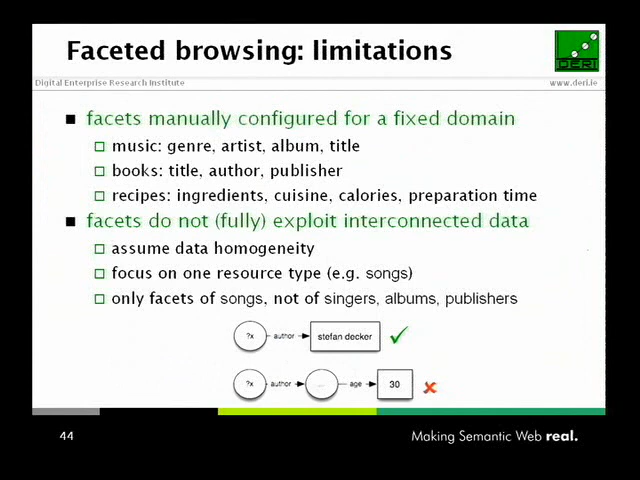 Faceted browsing: limitations
DERI
Digital Enterprise Research Institute
www.deri.ie
facets manually configured for a fixed domain
music: genre, artist, album, title
books: title, author, publisher
recipes: ingredients, cuisine, calories, preparation time
facets do not (fully) exploit interconnected data
assume data homogeneity
focus on one resource type (e.g. songs)
only facets of songs, not of singers, albums, publishers
?x author stefan decker
?x author ... age 30
44
Making Semantic Web real.